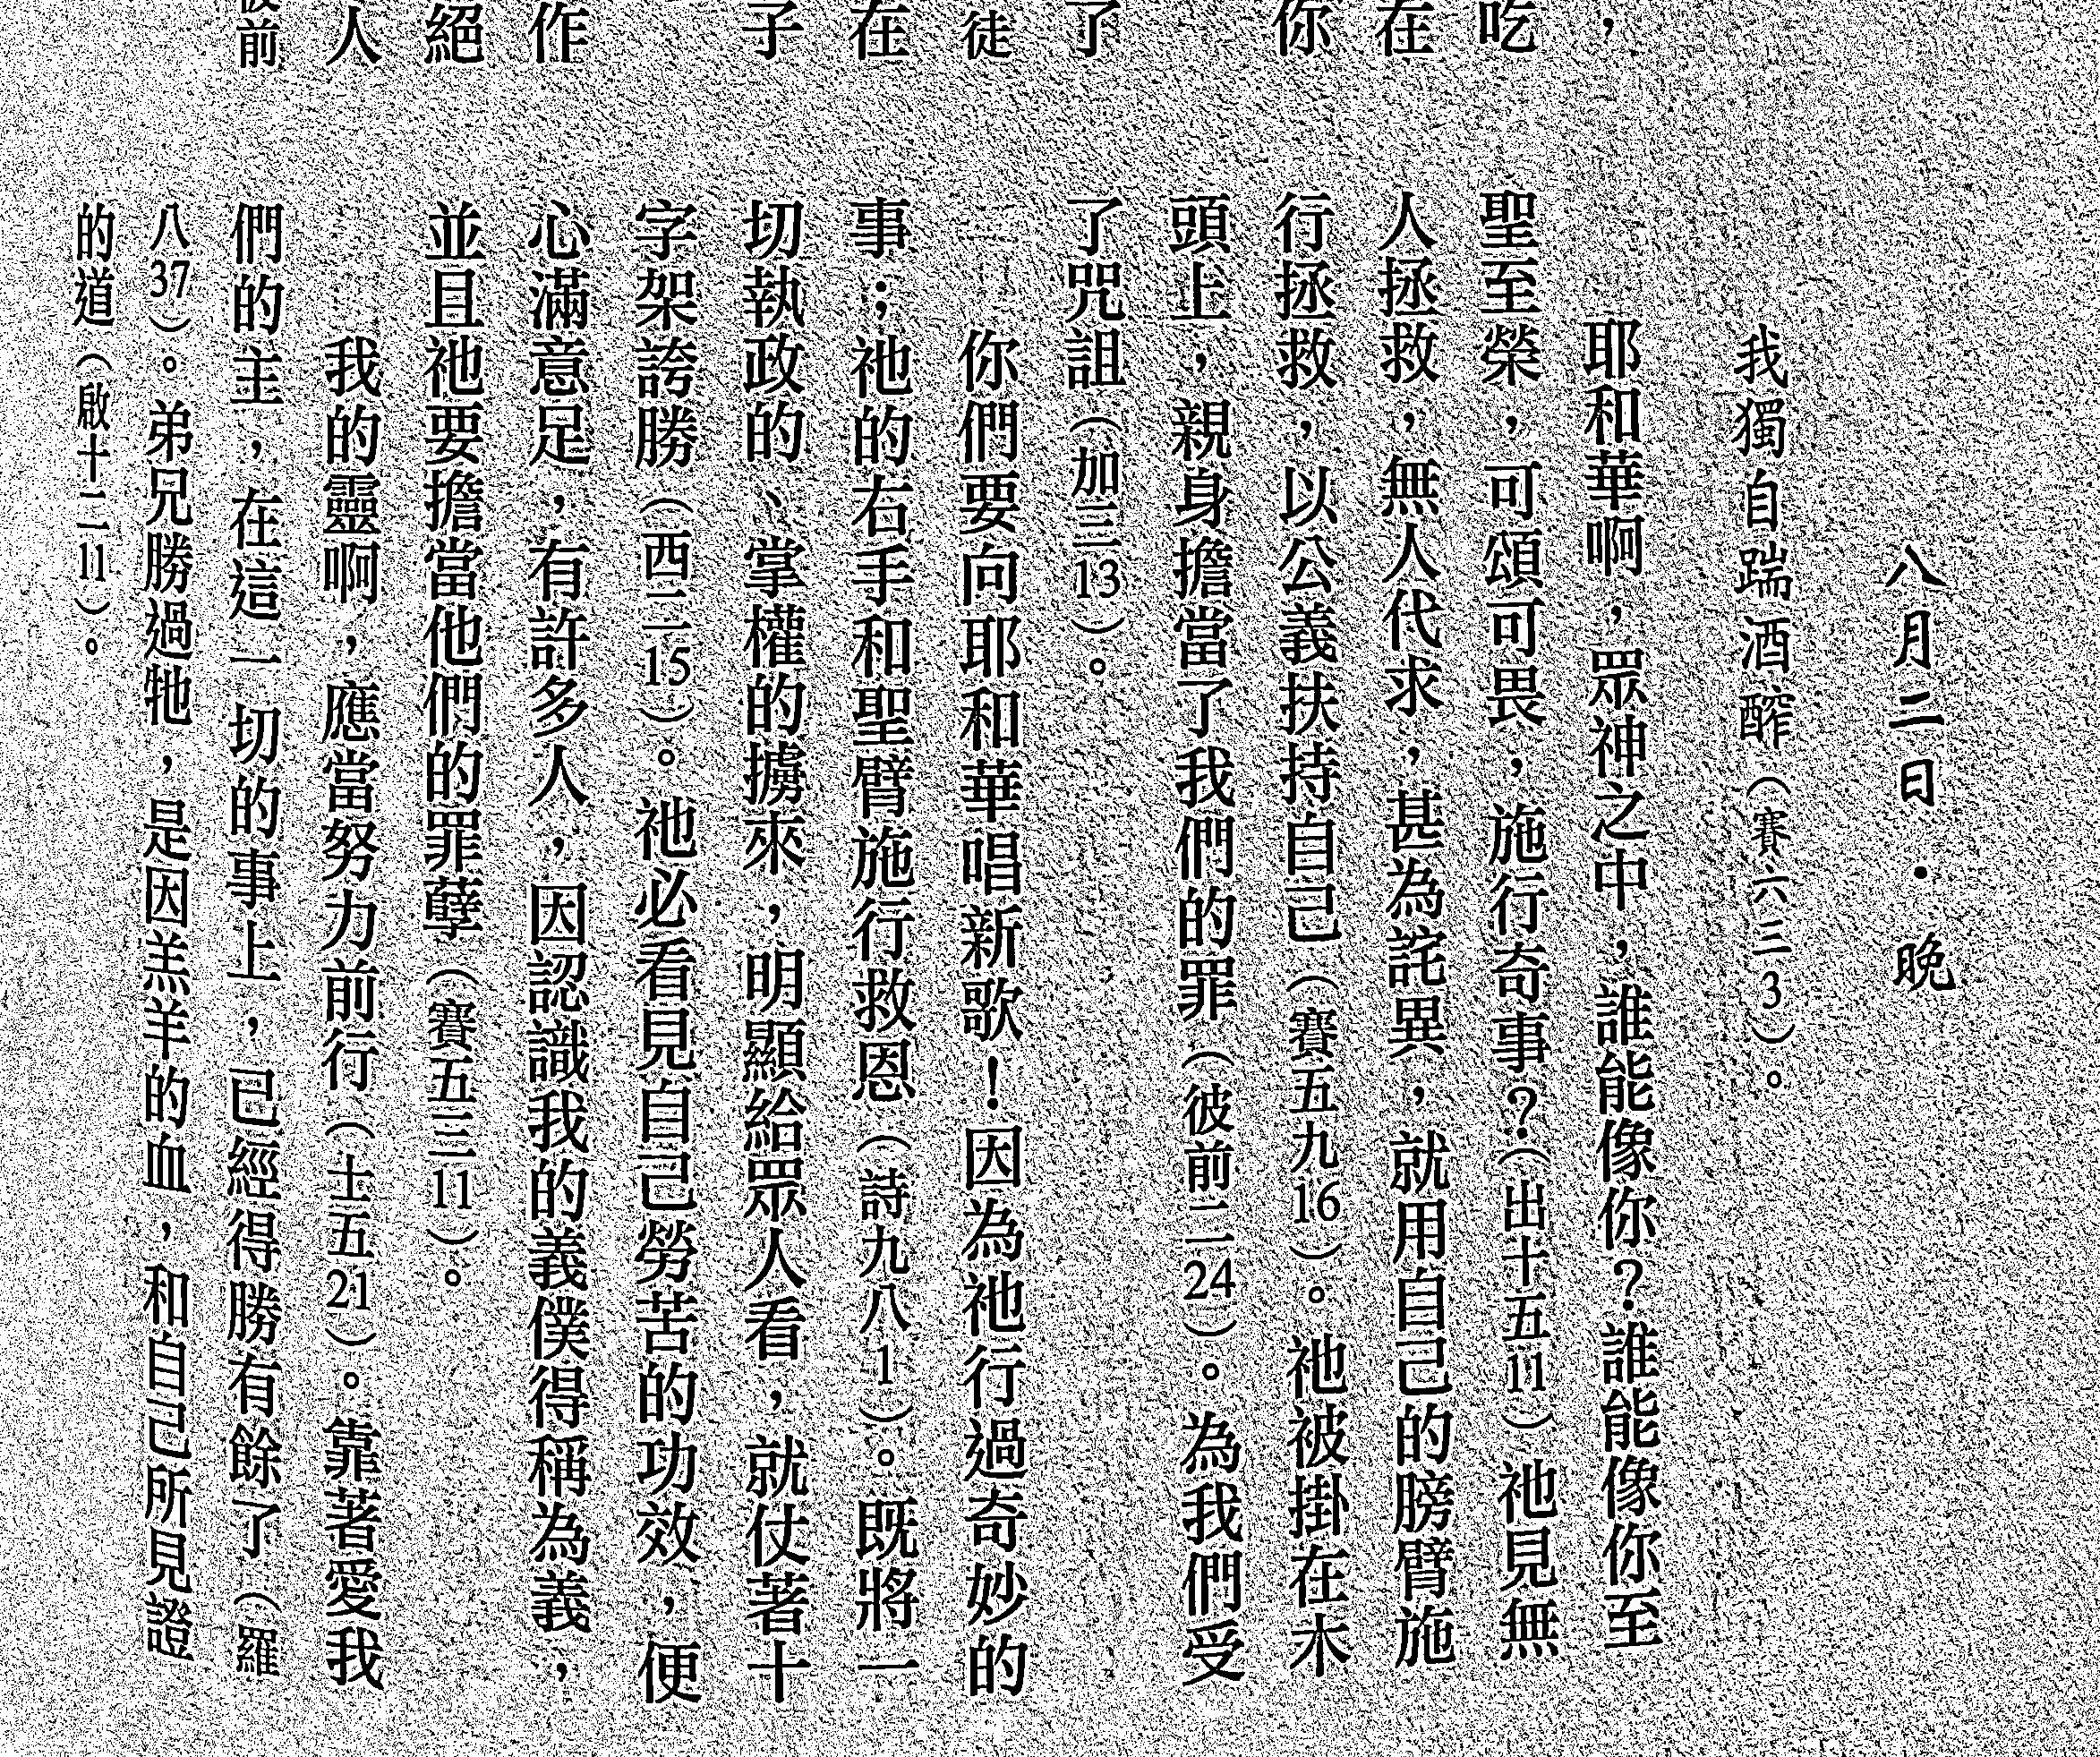 ，
吃
在
你
了
徒
在
子
作
絕
人
前
八月二日·晚
我獨自踹酒醡（賽六三3）。
耶和華啊，眾神之中，誰能像你？誰能像你至
聖至榮，可頌可畏，施行奇事？（出十五11）祂見無
人拯救，無人代求，甚為詫異，就用自己的膀臂施
行拯救，以公義扶持自己（賽五九16）。祂被掛在木
頭上，親身擔當了我們的罪（彼前二24）。為我們受
了咒詛（加三13）。
你們要向耶和華唱新歌！因為祂行過奇妙的
事；祂的右手和聖臂施行救恩（詩九八1）。既將一
切執政的、掌權的擄來，明顯給眾人看，就仗著十
字架誇勝（西二15）。祂必看見自己勞苦的功效，便
心滿意足，有許多人，因認識我的義僕得稱為義，
並且祂要擔當他們的罪孽（賽五三11）。
我的靈啊，應當努力前行（士五21）。靠著愛我
們的主，在這一切的事上，已經得勝有餘了（羅
八37）。弟兄勝過牠，是因羔羊的血，和自己所見證
的道（啟十二11）。